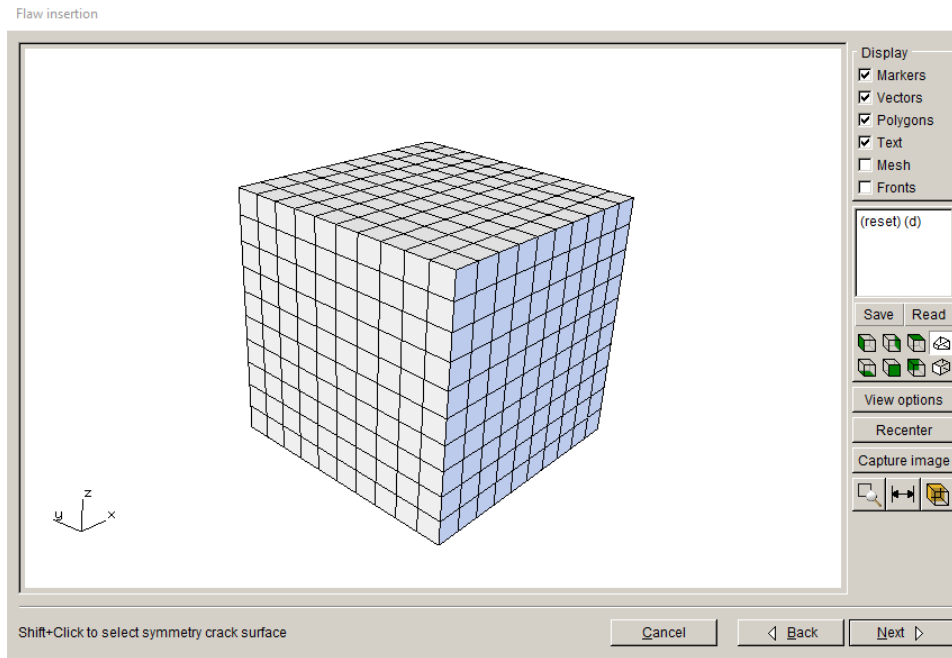 Flaw insertion
Display
Markers
Vectors
Polygons
Text
Mesh
Fronts
(reset) (d)
Save Read
View options
Recenter
Capture image
z
y x
Shift+Click to select symmetry crack surface
Cancel Back Next